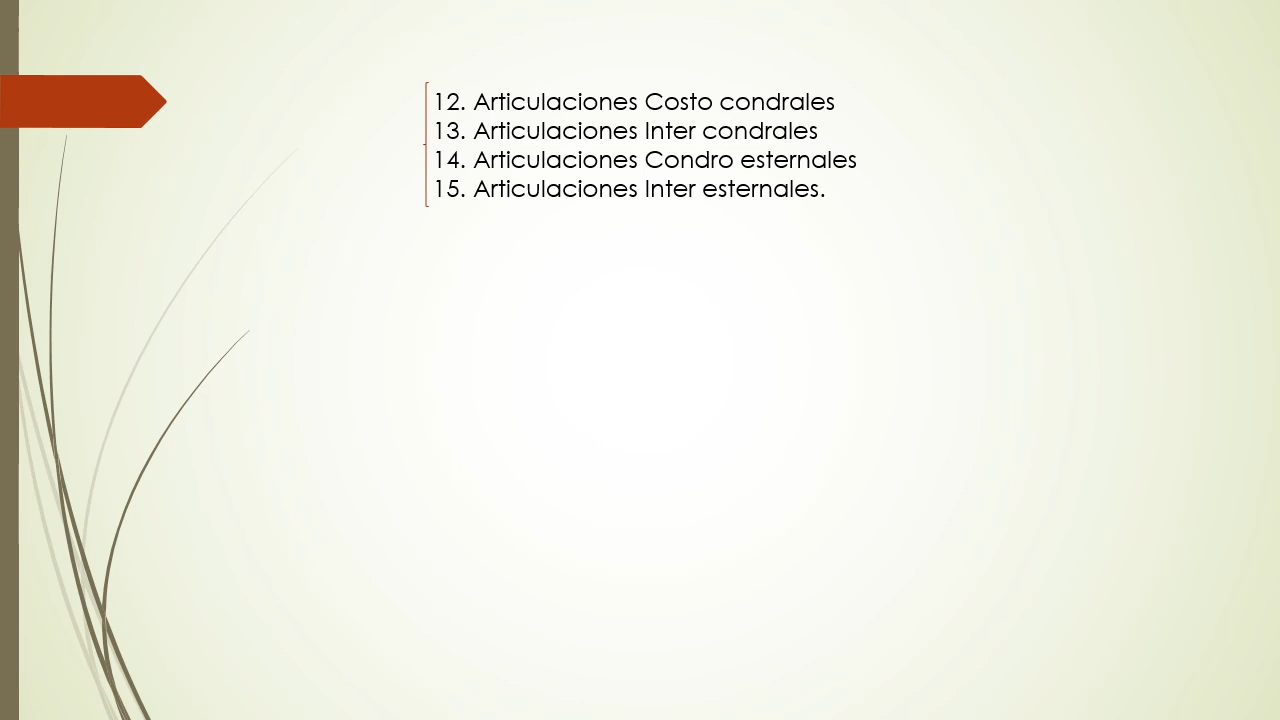 12. Articulaciones Costo condrales
13. Articulaciones Inter condrales
14. Articulaciones Condro esternales
15. Articulaciones Inter esternales.